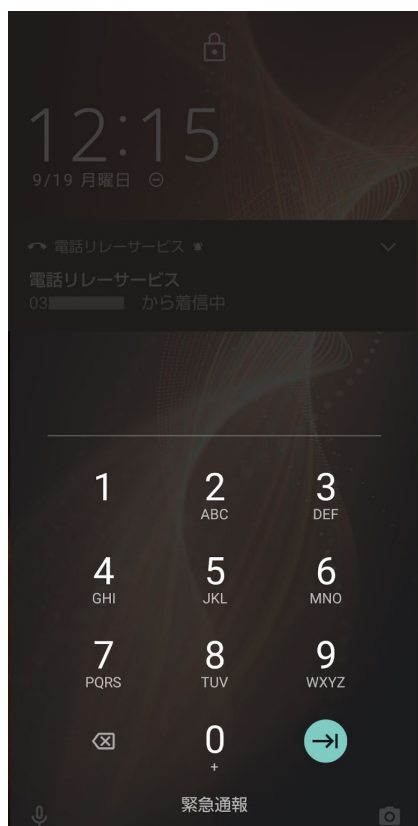 12:15
9/19 月曜日
電話リレーサービス
電話リレーサービス
03 から着信中
1 2 3
ABC DEF
4 5 6
GHI JKL MNO
7 8 9
PQRS TUV WXYZ
0
+
緊急通報